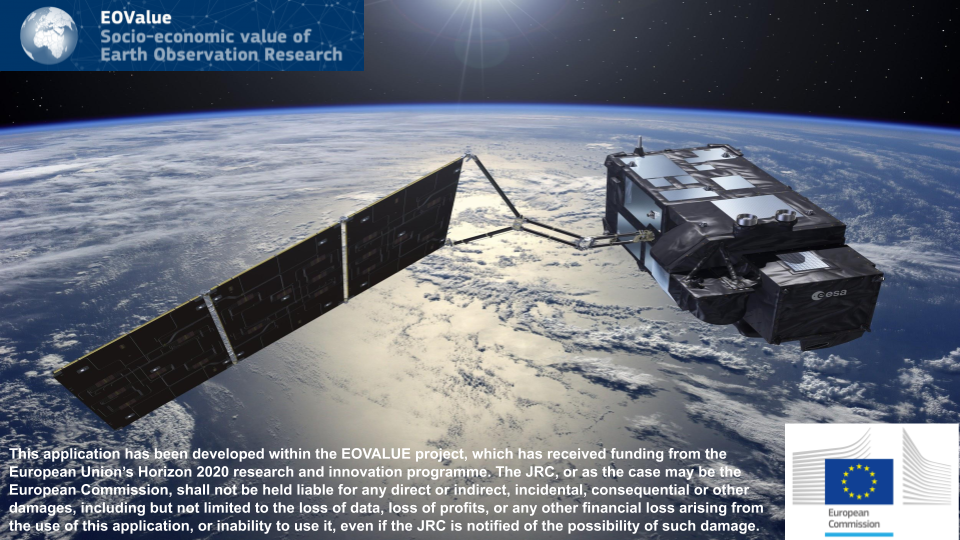 EOValue
Socio-economic value of
Earth Observation Research
esa
This application has been developed within the EOVALUE project, which has received funding from the
European Union's Horizon 2020 research and innovation programme. The JRC, or as the case may be the
European Commission, shall not be held liable for any direct or indirect, incidental, consequential or other
damages, including but not limited to the loss of data, loss of profits, or any other financial loss arising from
the use of this application, or inability to use it, even if the JRC is notified of the possibility of such damage.
European
Commission